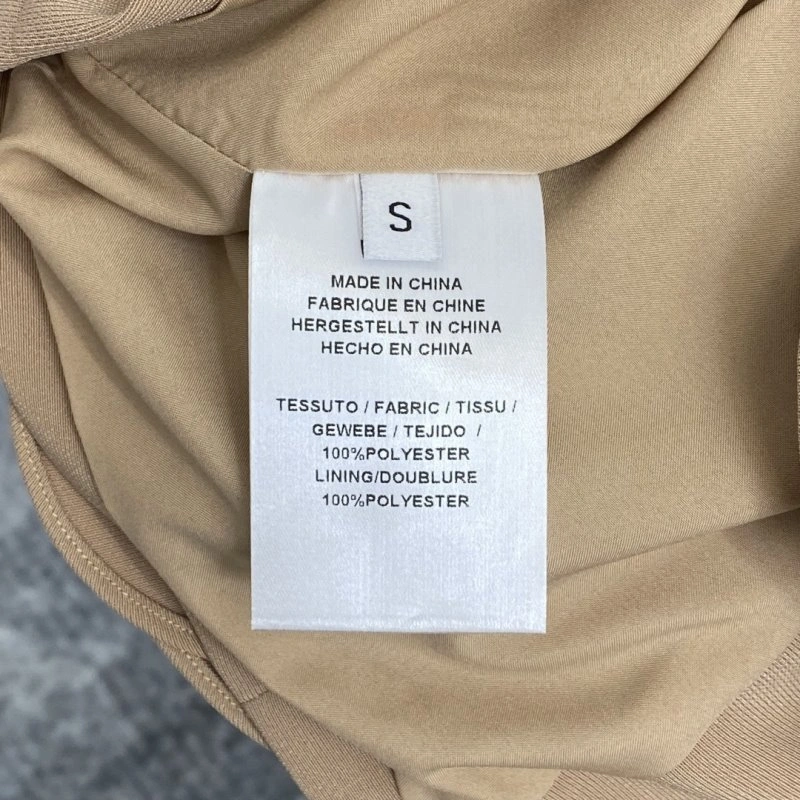 S
MADE IN CHINA
FABRIQUE EN CHINE
HERGESTELLT IN CHINA
HECHO EN CHINA
TESSUTO / FABRIC / TISSU /
GEWEBE / TEJIDO /
100%POLYESTER
LINING/DOUBLURE
100%POLYESTER